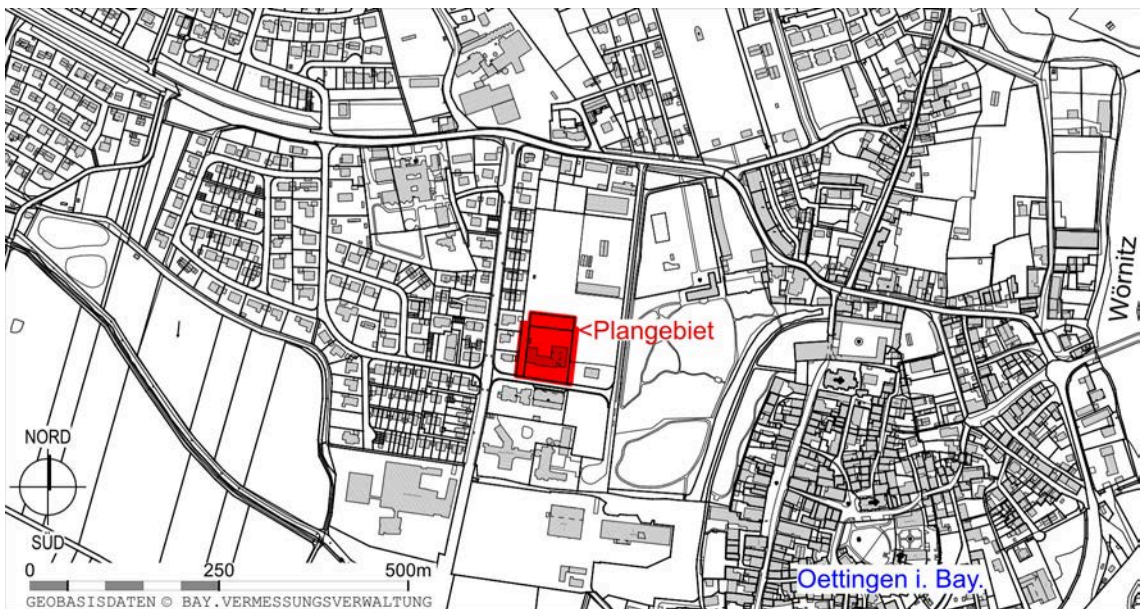 <Plangebiet
Wörnitz
NORD
SÜD
0 250 500m
Oettingen i. Bay.
GEOBASISDATEN © BAY.VERMESSUNGSVERWALTUNG